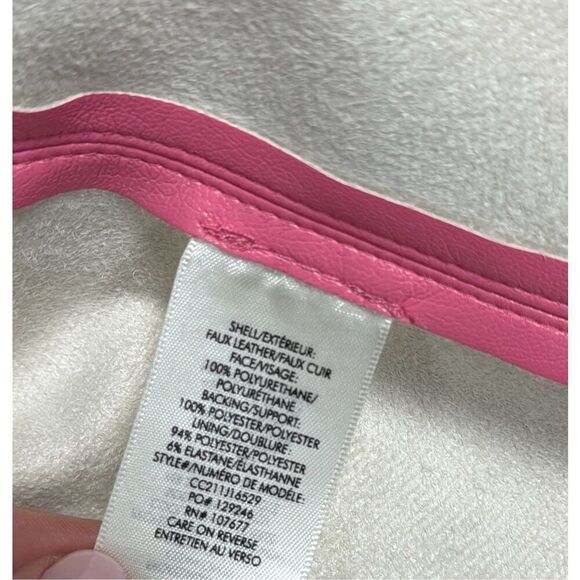 SHELL/EXTÉRIEUR:
FAUX LEATHER/FAUX CUIR
FACE/VISAGE:
100% POLYURETHANE/
POLYURÉTHANE
BACKING/SUPPORT:
100% POLYESTER/POLYESTER
LINING/DOUBLURE:
94% POLYESTER/POLYESTER
6% ELASTANE/ÉLASTHANNE
STYLE#/NUMÉRO DE MODÈLE:
CC211J16529
PO# 129246
RN# 107677
CARE ON REVERSE
ENTRETIEN AU VERSO